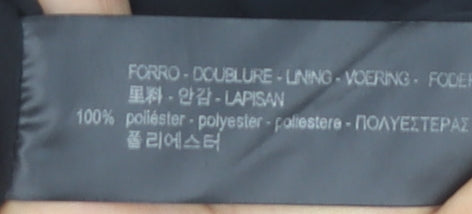 FORRO - DOUBLURE - LINING - VOERING - FODER
里料 - 안감 - LAPISAN
100% poliéster - polyester - poliestere - ΠΟΛΥΕΣΤΕΡΑΣ
폴리에스터